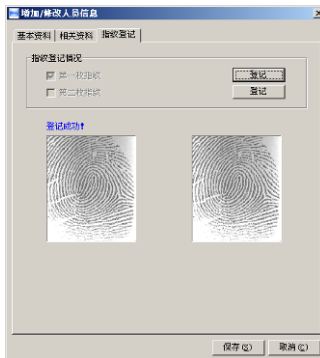 增加/修改人员信息
基本资料 相关资料 指纹登记
指纹登记情况
第一枚指纹 登记
第二枚指纹 登记
登记成功!
保存(S) 取消(C)